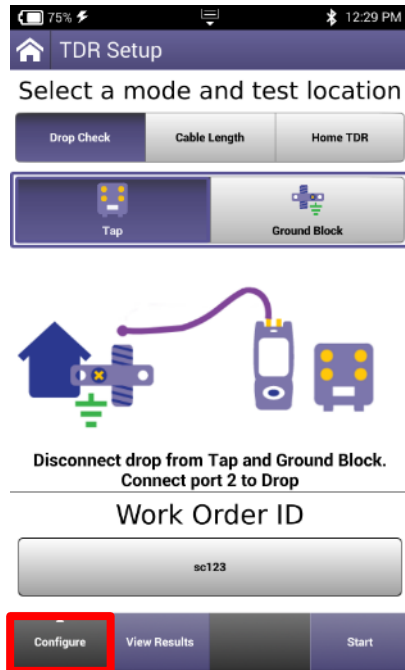 75% 12:29 PM
TDR Setup
Select a mode and test location
Drop Check Cable Length Home TDR
Tap Ground Block
Disconnect drop from Tap and Ground Block.
Connect port 2 to Drop
Work Order ID
sc123
Configure View Results Start